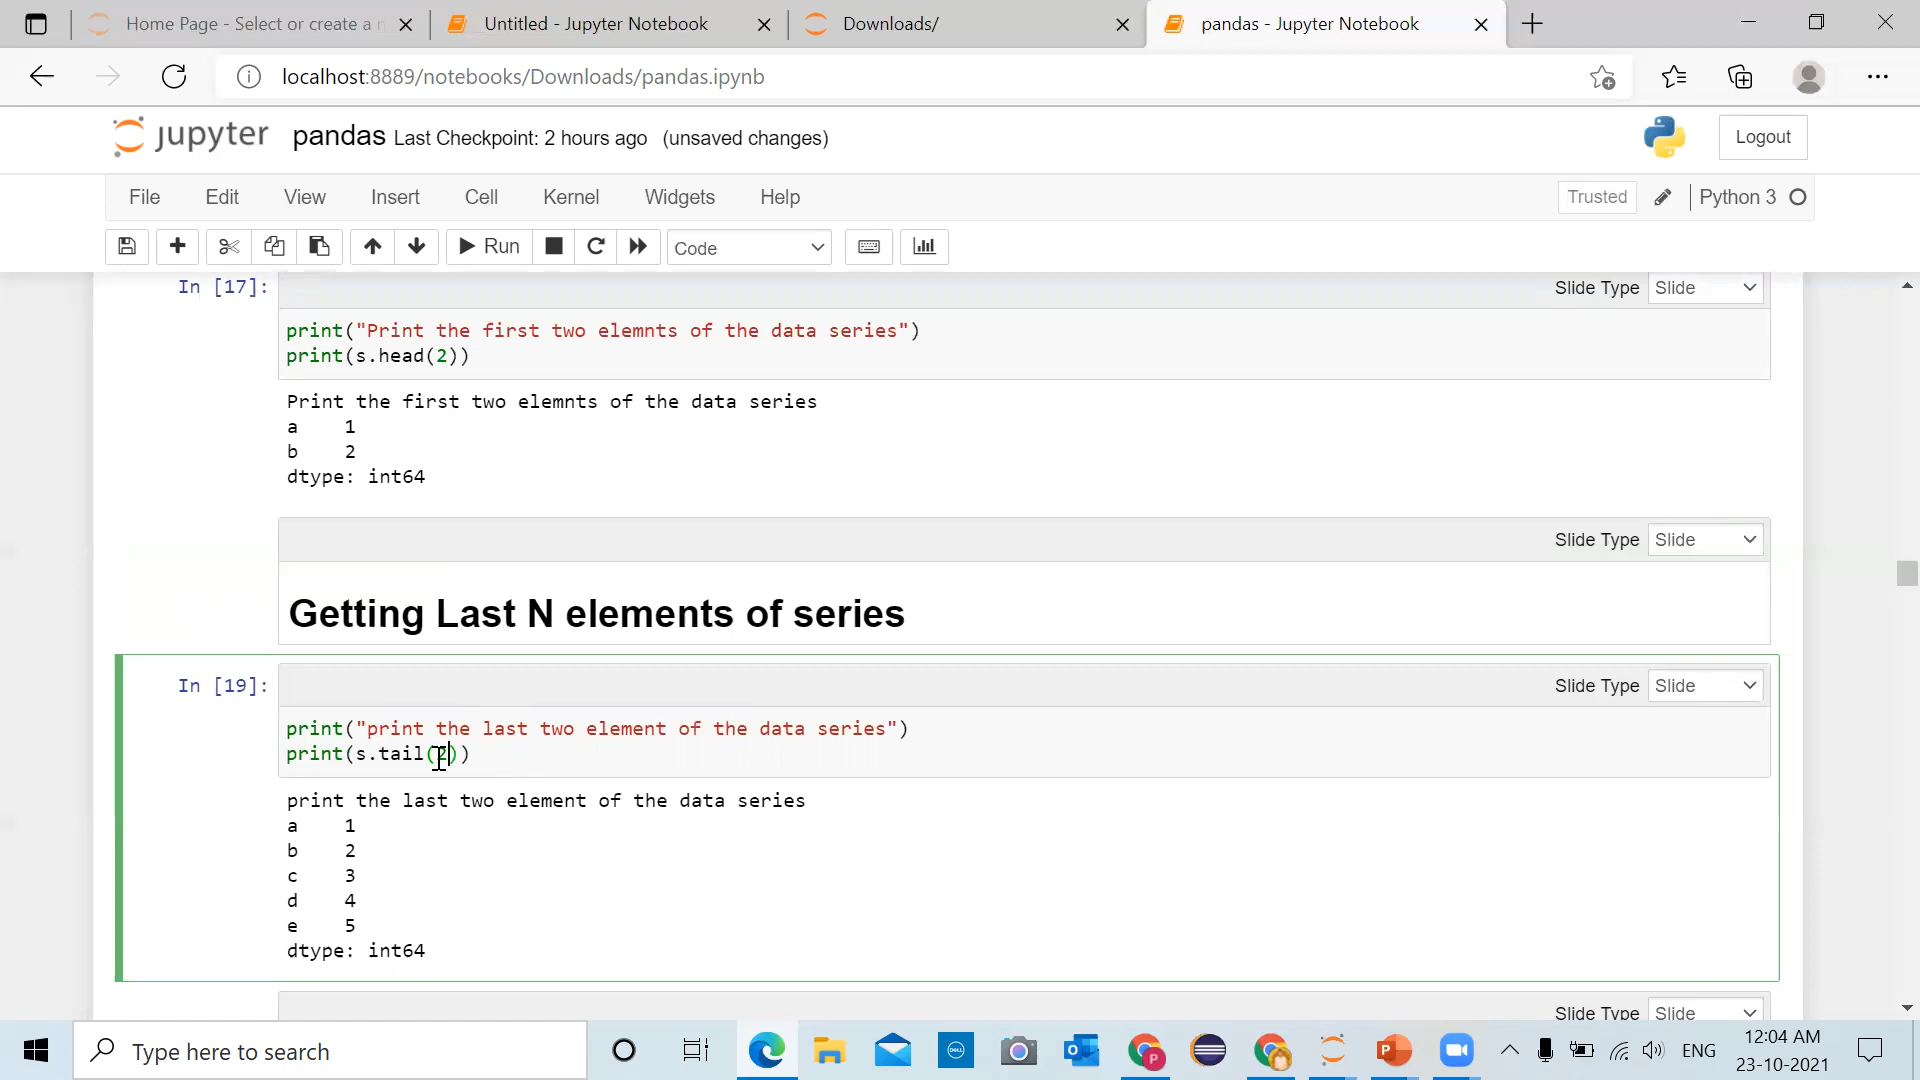 Home Page - Select or create a n
Untitled - Jupyter Notebook
Downloads/
pandas - Jupyter Notebook
localhost:8889/notebooks/Downloads/pandas.ipynb
jupyter pandas Last Checkpoint: 2 hours ago (unsaved changes)
Logout
File Edit View Insert Cell Kernel Widgets Help
Trusted Python 3
Run
Code
In [17]:
Slide Type Slide
print("Print the first two elemnts of the data series")
print(s.head(2))
Print the first two elemnts of the data series
a 1
b 2
dtype: int64
Slide Type Slide
Getting Last N elements of series
In [19]:
Slide Type Slide
print("print the last two element of the data series")
print(s.tail(2))
print the last two element of the data series
a 1
b 2
c 3
d 4
e 5
dtype: int64
Slide Type Slide
Type here to search
DELL
P
P
ENG
12:04 AM
23-10-2021